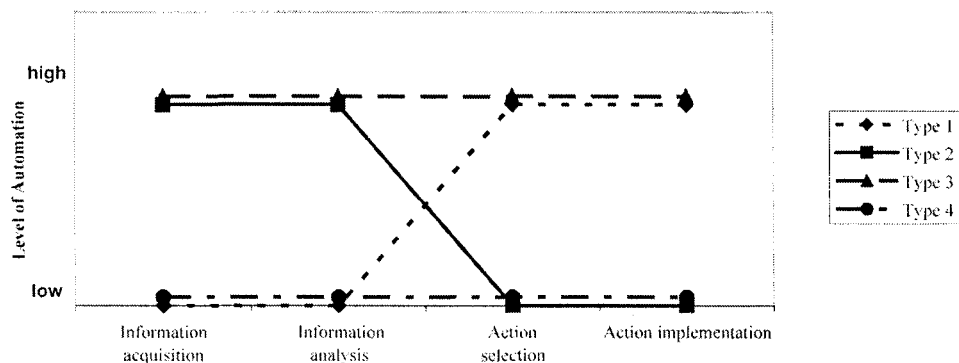 high
Level of Automation
low
Information
acquisition
Information
analysis
Action
selection
Action implementation
Type 1
Type 2
Type 3
Type 4